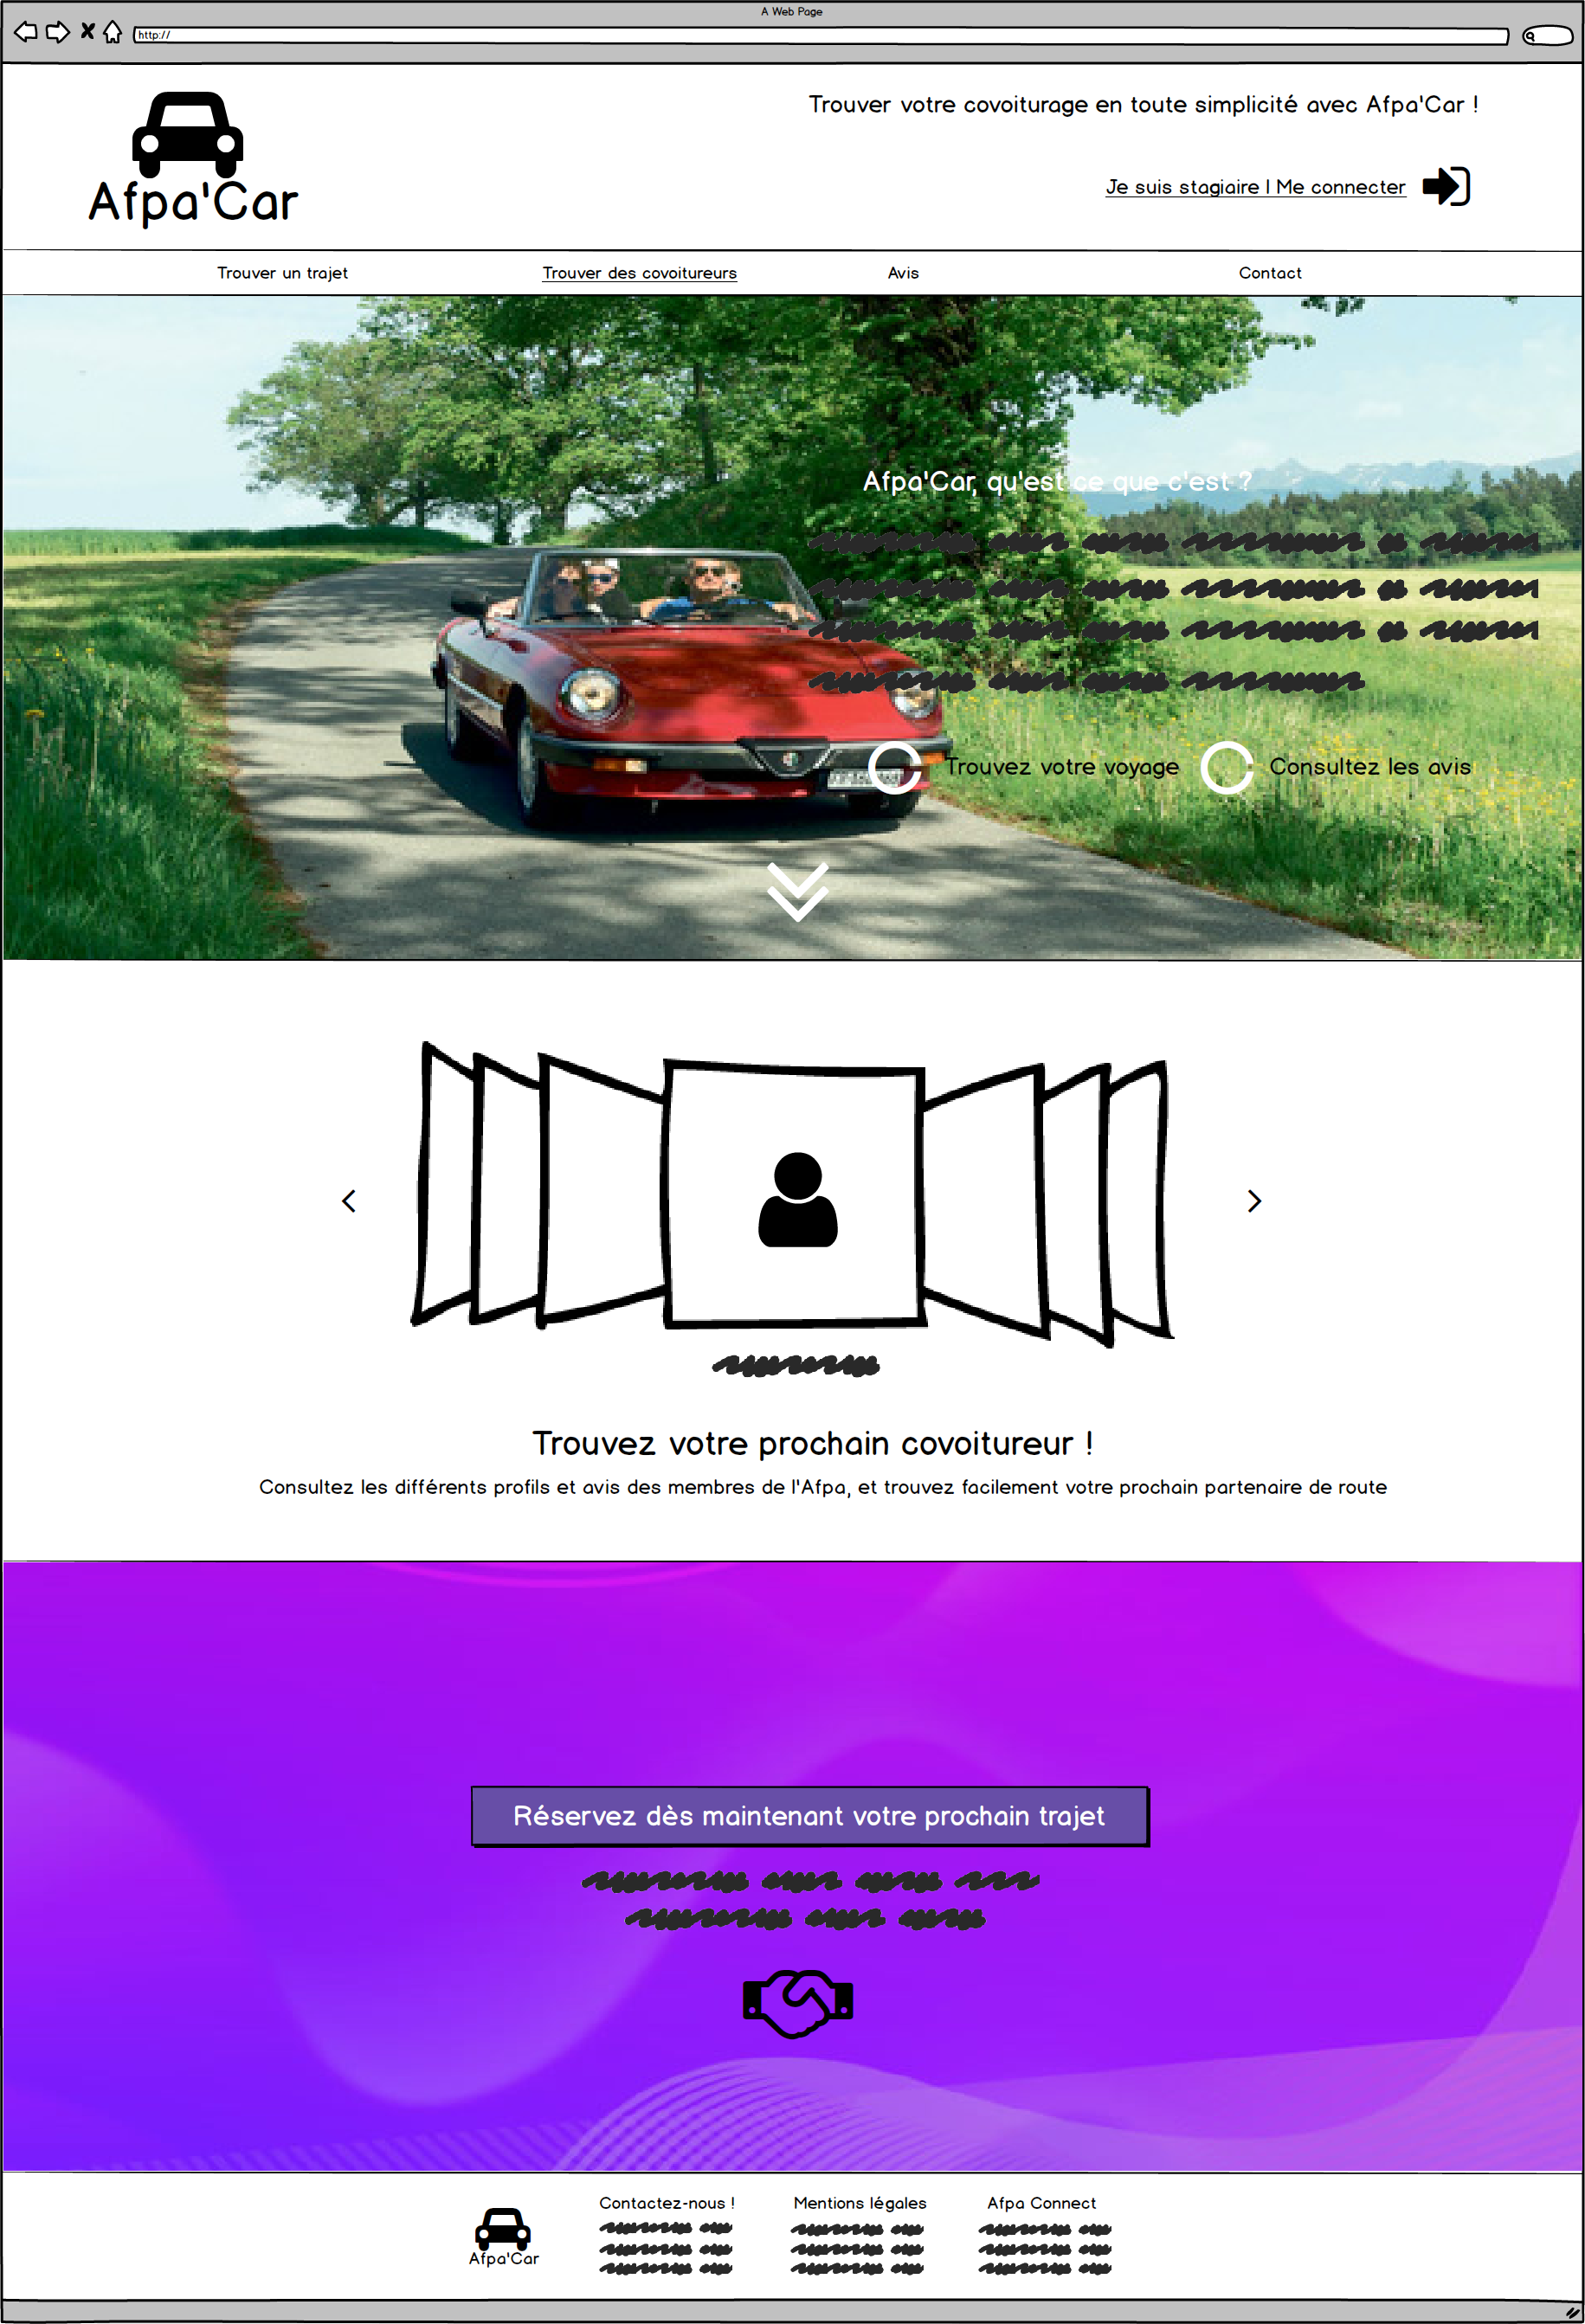 A Web Page
http://
Trouver votre covoiturage en toute simplicité avec Afpa'Car !
Afpa'Car
Je suis stagiaire | Me connecter
Trouver un trajet
Trouver des covoitureurs
Avis
Contact
Afpa'Car, qu'est ce que c'est ?
Trouvez votre voyage
Consultez les avis
Trouvez votre prochain covoitureur !
Consultez les différents profils et avis des membres de l'Afpa, et trouvez facilement votre prochain partenaire de route
Réservez dès maintenant votre prochain trajet
Afpa'Car
Contactez-nous !
Mentions légales
Afpa Connect